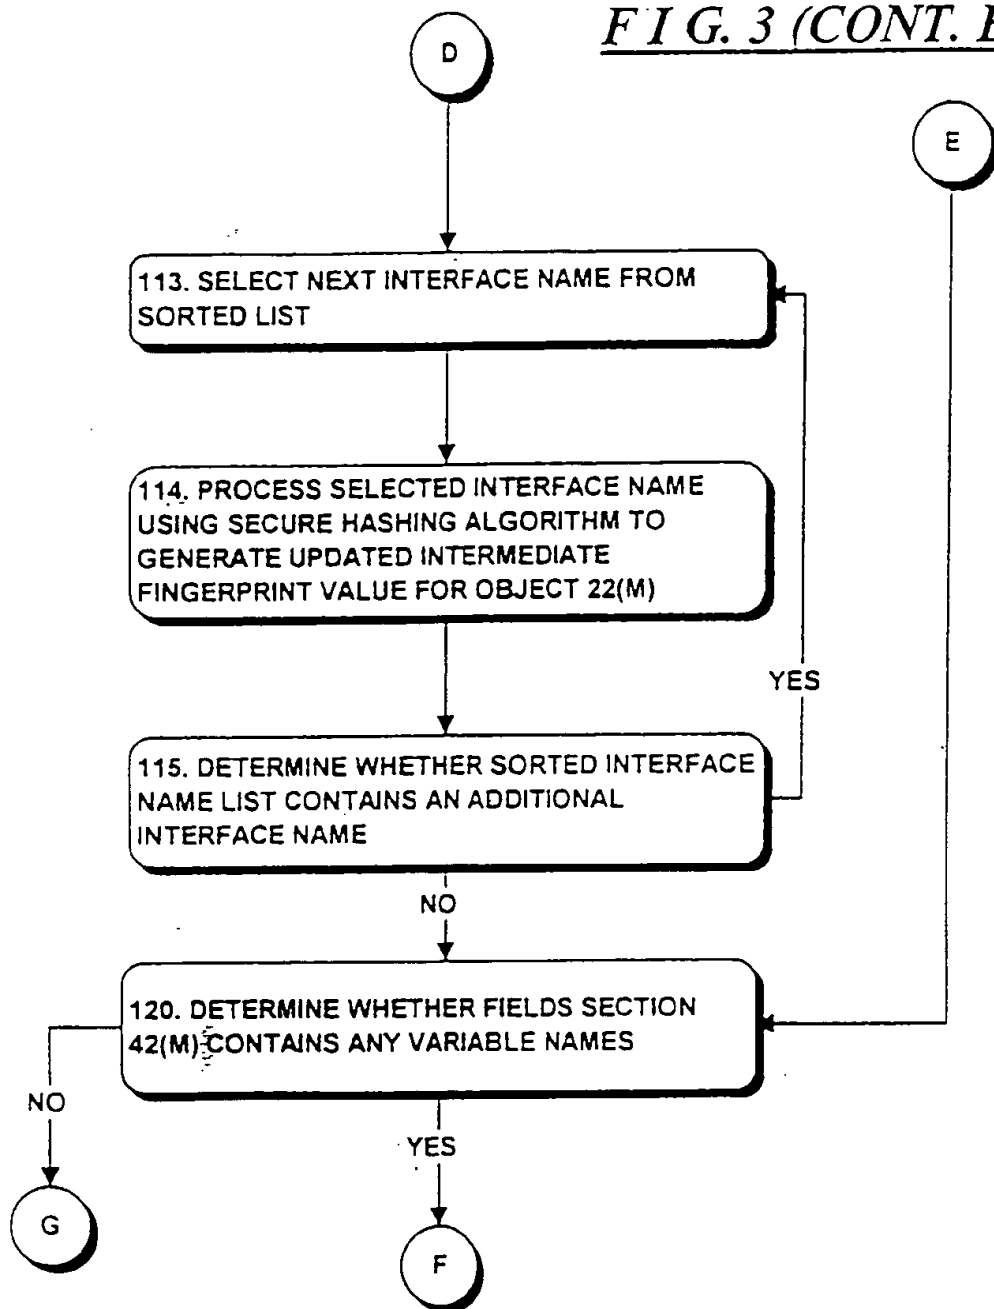 FIG. 3 (CONT.
D
E
113. SELECT NEXT INTERFACE NAME FROM
SORTED LIST
114. PROCESS SELECTED INTERFACE NAME
USING SECURE HASHING ALGORITHM TO
GENERATE UPDATED INTERMEDIATE
FINGERPRINT VALUE FOR OBJECT 22(M)
YES
115. DETERMINE WHETHER SORTED INTERFACE
NAME LIST CONTAINS AN ADDITIONAL
INTERFACE NAME
NO
120. DETERMINE WHETHER FIELDS SECTION
42(M) CONTAINS ANY VARIABLE NAMES
NO
YES
G
F